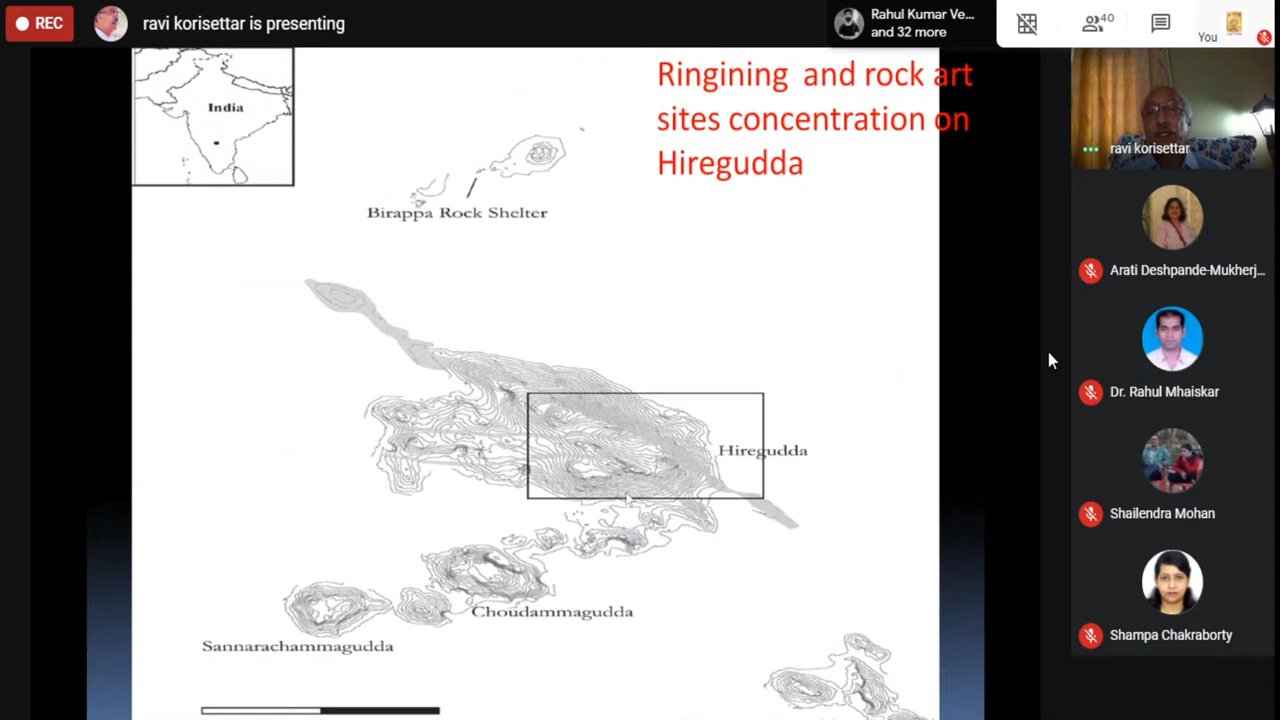 REC
ravi korisettar is presenting
Rahul Kumar Ve...
and 32 more
40
You
India
Ringining and rock art
sites concentration on
Hiregudda
ravi korisettar
Birappa Rock Shelter
Arati Deshpande-Mukherj...
Dr. Rahul Mhaiskar
Hiregudda
Shailendra Mohan
Choudammagudda
Sannarachammagudda
Shampa Chakraborty